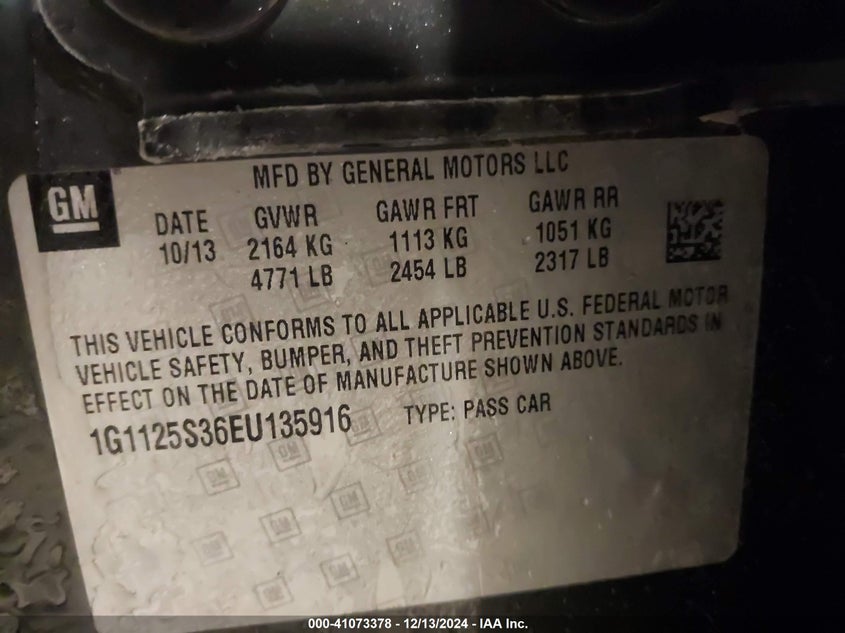 GM
MFD BY GENERAL MOTORS LLC
DATE GVWR GAWR FRT GAWR RR
10/13 2164 KG 1113 KG 1051 KG
4771 LB 2454 LB 2317 LB
THIS VEHICLE CONFORMS TO ALL APPLICABLE U.S. FEDERAL MOTOR
VEHICLE SAFETY, BUMPER, AND THEFT PREVENTION STANDARDS IN
EFFECT ON THE DATE OF MANUFACTURE SHOWN ABOVE.
1G1125S36EU135916 TYPE: PASS CAR
000-41073378 - 12/13/2024 - IAA Inc.